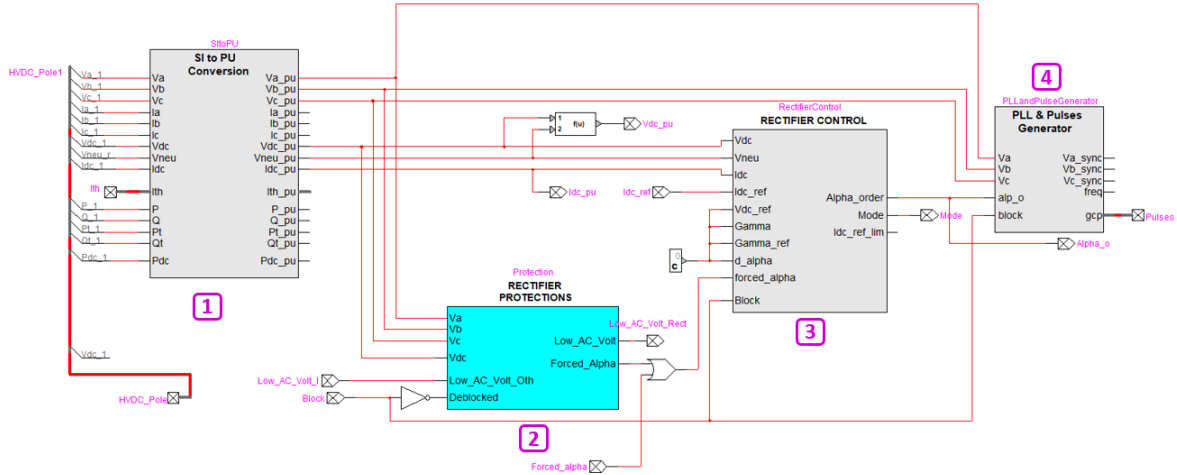 SItoPU
SI to PU
Conversion
HVDC_Pole1
Va_1
Vb_1
Vc_1
Ia_1
Ib_1
Ic_1
Vdc_1
Vneu_r
Idc_1
Ith
P_1
Q_1
Pt_1
Qt_1
Pdc_1
Vdc_1
HVDC_Pole
Va
Vb
Vc
Ia
Ib
Ic
Vdc
Vneu
Idc
Ith
P
Q
Pt
Qt
Pdc
Va_pu
Vb_pu
Vc_pu
Ia_pu
Ib_pu
Ic_pu
Vdc_pu
Vneu_pu
Idc_pu
Ith_pu
P_pu
Q_pu
Pt_pu
Qt_pu
Pdc_pu
1
Protection
RECTIFIER
PROTECTIONS
Va
Vb
Vc
Vdc
Low_AC_Volt_Oth
Deblocked
Low_AC_Volt
Forced_Alpha
Low_AC_Volt_I
Block
Forced_alpha
Low_AC_Volt_Rect
2
1
2
f(u)
Vdc_pu
Idc_pu
Idc_ref
0
c
RectifierControl
RECTIFIER CONTROL
Vdc
Vneu
Idc
Idc_ref
Vdc_ref
Gamma
Gamma_ref
d_alpha
forced_alpha
Block
Alpha_order
Mode
Idc_ref_lim
Mode
3
4
PLLandPulseGenerator
PLL & Pulses
Generator
Va
Vb
Vc
alp_o
block
Va_sync
Vb_sync
Vc_sync
freq
gcp
Pulses
Alpha_o